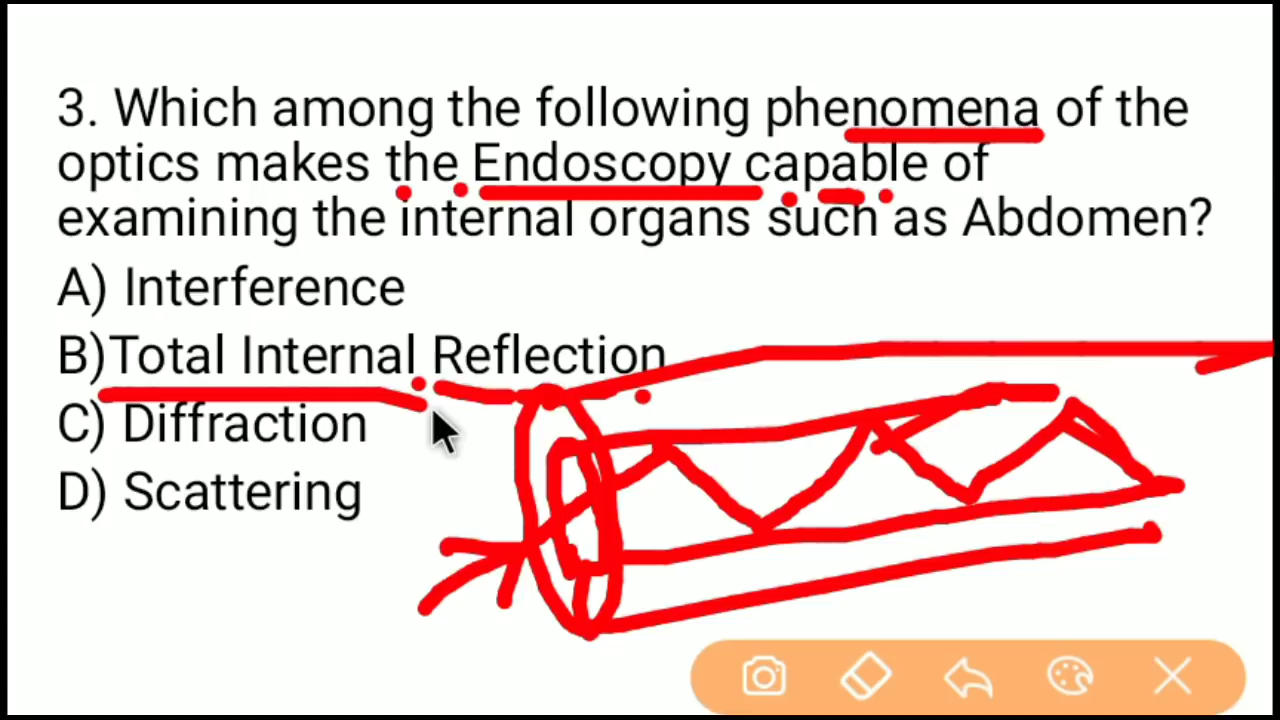 3. Which among the following phenomena of the
optics makes the Endoscopy capable of
examining the internal organs such as Abdomen?
A) Interference
B)Total Internal Reflection
C) Diffraction
D) Scattering